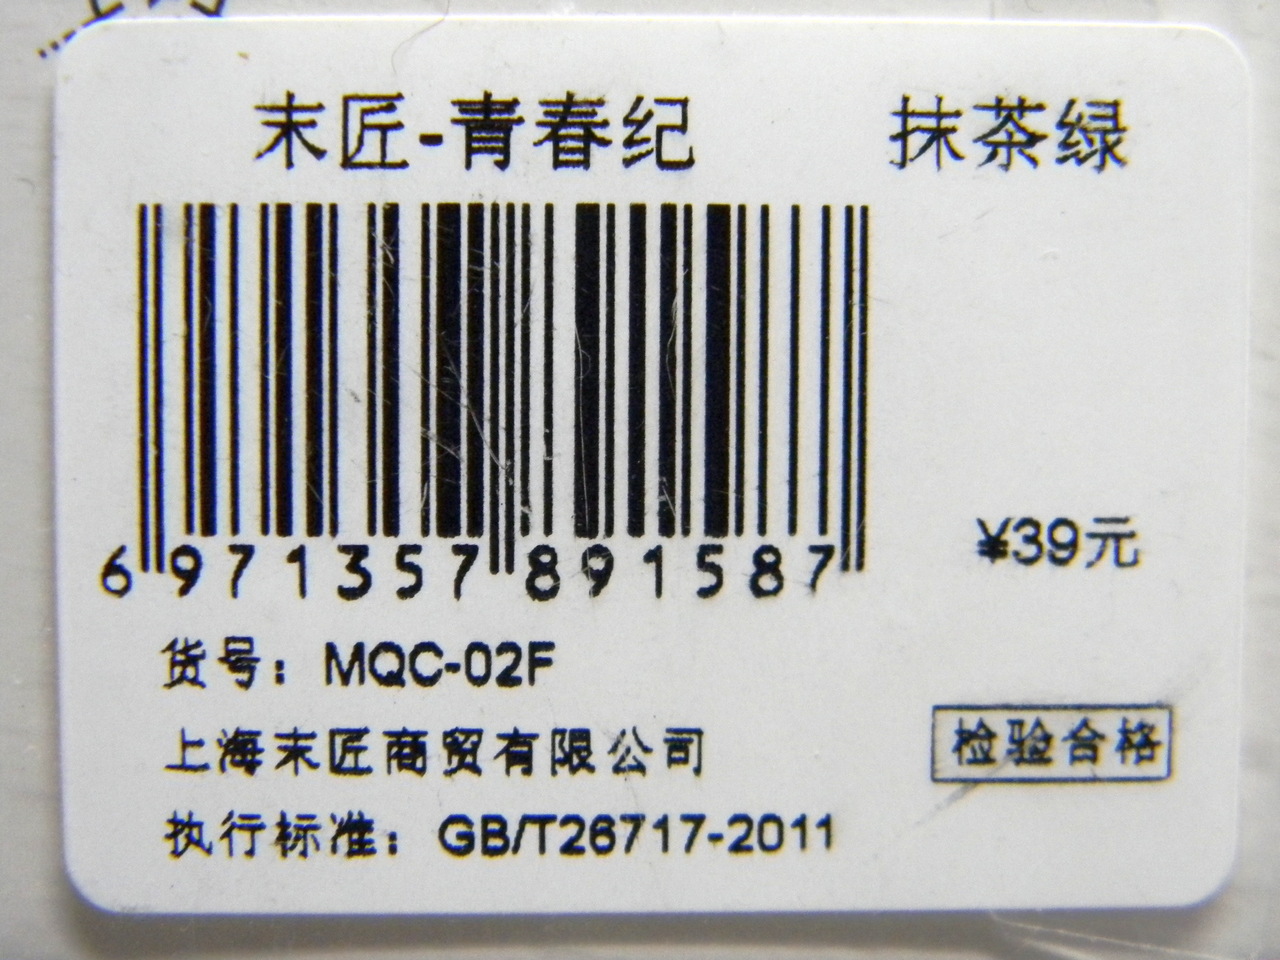 末匠-青春纪 抹茶绿
6 971357 891587
¥39元
货号：MQC-02F
上海末匠商贸有限公司
检验合格
执行标准：GB/T26717-2011